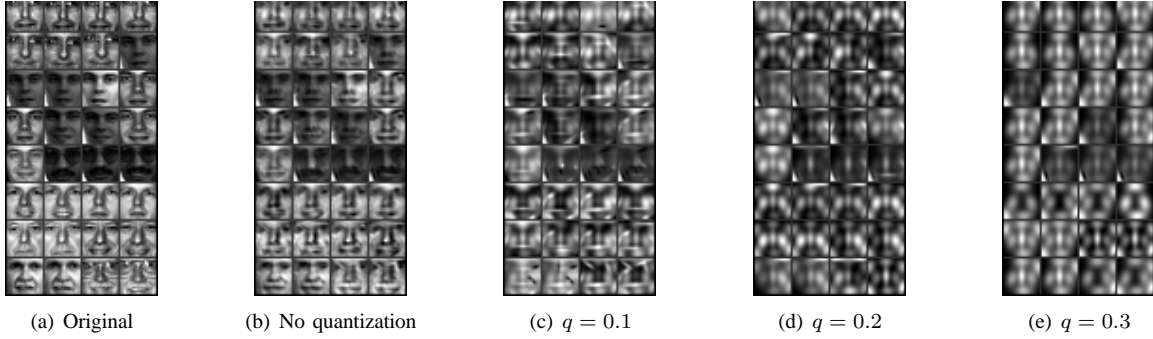 (a) Original
(b) No quantization
(c) q = 0.1
(d) q = 0.2
(e) q = 0.3